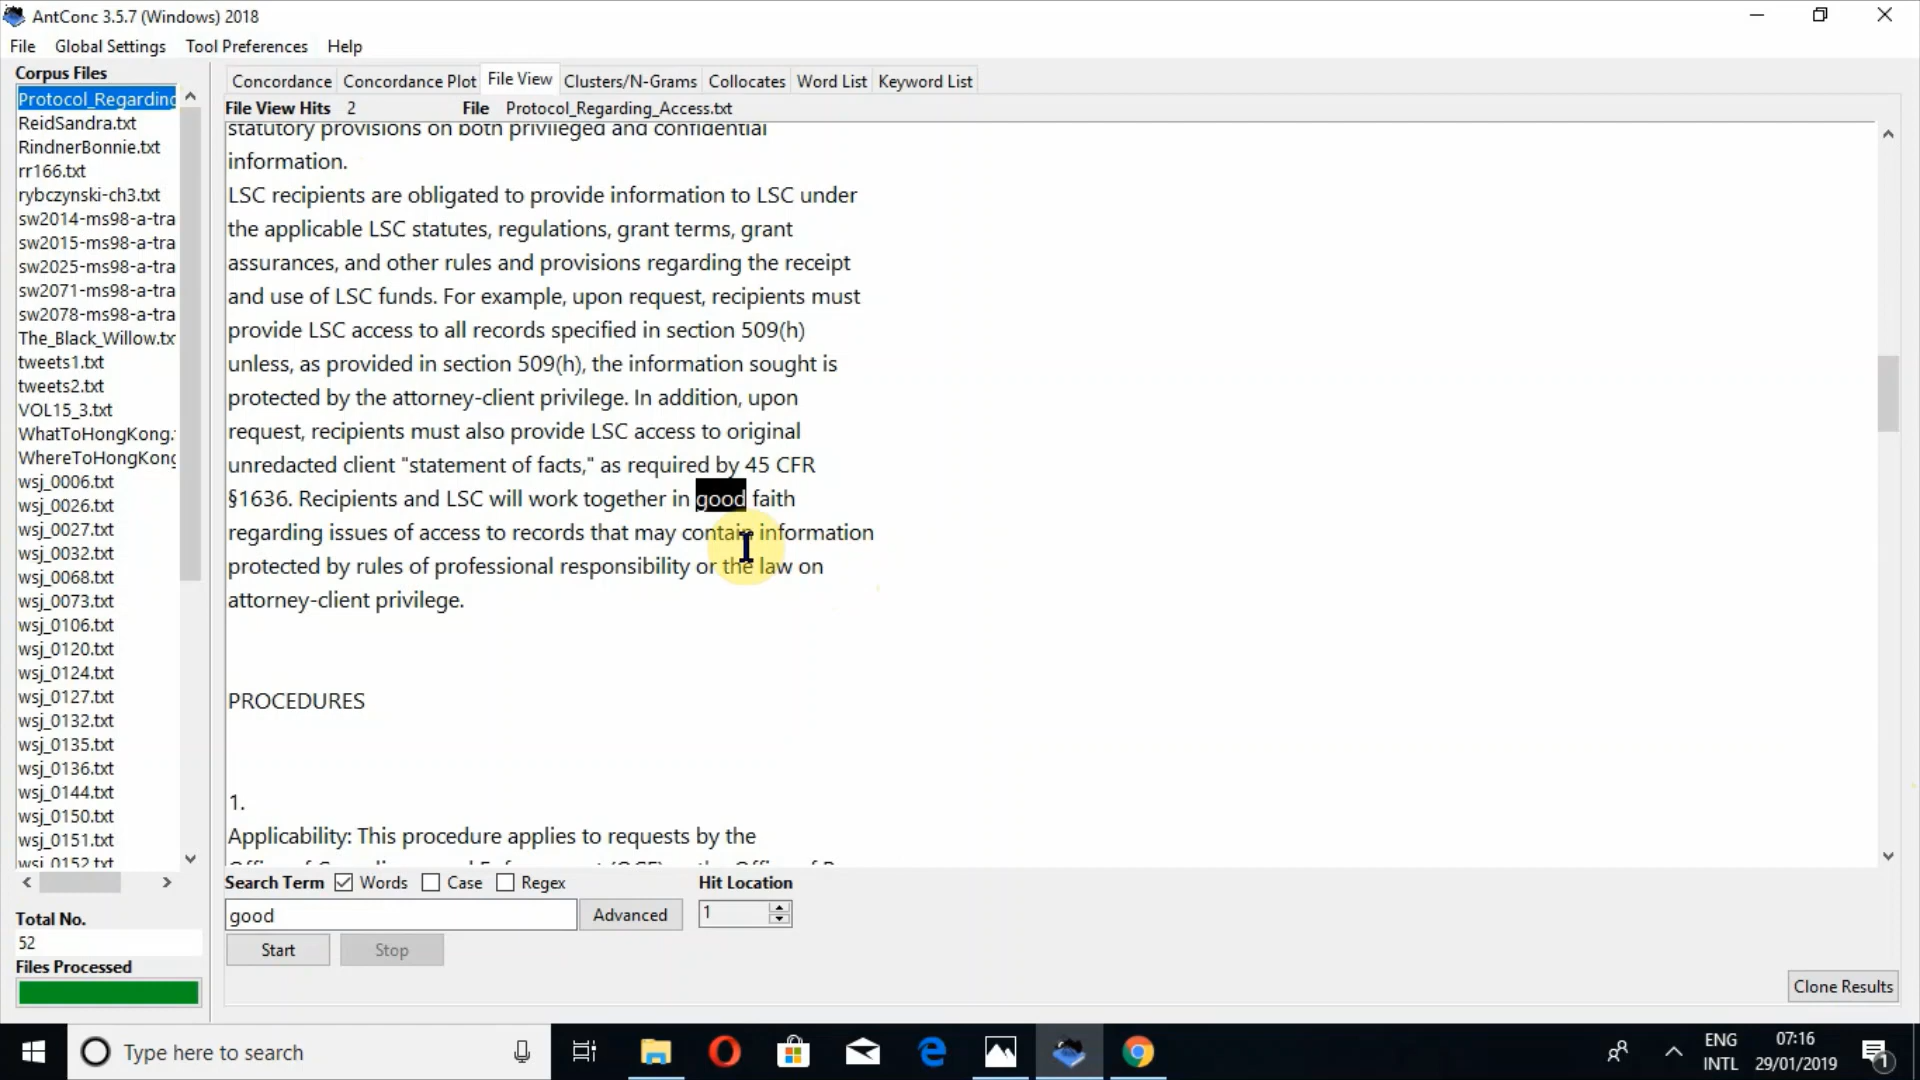 AntConc 3.5.7 (Windows) 2018
File Global Settings Tool Preferences Help
Corpus Files
Protocol_Regarding
ReidSandra.txt
RindnerBonnie.txt
rr166.txt
rybczynski-ch3.txt
sw2014-ms98-a-tra
sw2015-ms98-a-tra
sw2025-ms98-a-tra
sw2071-ms98-a-tra
sw2078-ms98-a-tra
The_Black_Willow.tx
tweets1.txt
tweets2.txt
VOL15_3.txt
WhatToHongKong.
WhereToHongKong
wsj_0006.txt
wsj_0026.txt
wsj_0027.txt
wsj_0032.txt
wsj_0068.txt
wsj_0073.txt
wsj_0106.txt
wsj_0120.txt
wsj_0124.txt
wsj_0127.txt
wsj_0132.txt
wsj_0135.txt
wsj_0136.txt
wsj_0144.txt
wsj_0150.txt
wsj_0151.txt
wsj_0152.txt
Total No.
52
Files Processed
Concordance Concordance Plot File View Clusters/N-Grams Collocates Word List Keyword List
File View Hits 2 File Protocol_Regarding_Access.txt
statutory provisions on both privileged and confidential
information.
LSC recipients are obligated to provide information to LSC under
the applicable LSC statutes, regulations, grant terms, grant
assurances, and other rules and provisions regarding the receipt
and use of LSC funds. For example, upon request, recipients must
provide LSC access to all records specified in section 509(h)
unless, as provided in section 509(h), the information sought is
protected by the attorney-client privilege. In addition, upon
request, recipients must also provide LSC access to original
unredacted client "statement of facts," as required by 45 CFR
§1636. Recipients and LSC will work together in good faith
regarding issues of access to records that may contain information
protected by rules of professional responsibility or the law on
attorney-client privilege.
PROCEDURES
1.
Applicability: This procedure applies to requests by the
Search Term Words Case Regex Hit Location
good Advanced 1
Start Stop
Clone Results
Type here to search
ENG 07:16
INTL 29/01/2019 1